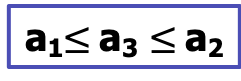 a₁≤ a₃ ≤ a₂